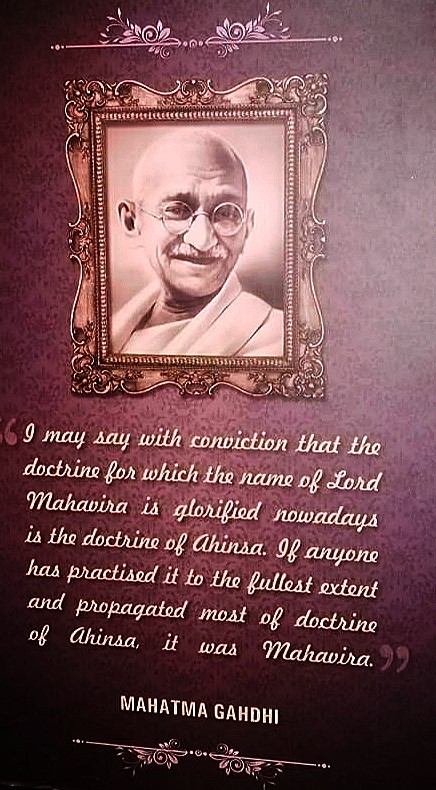 “I may say with conviction that the
doctrine for which the name of Lord
Mahavira is glorified nowadays
is the doctrine of Ahinsa. If anyone
has practised it to the fullest extent
and propagated most of doctrine
of Ahinsa, it was Mahavira.”
MAHATMA GAHDHI